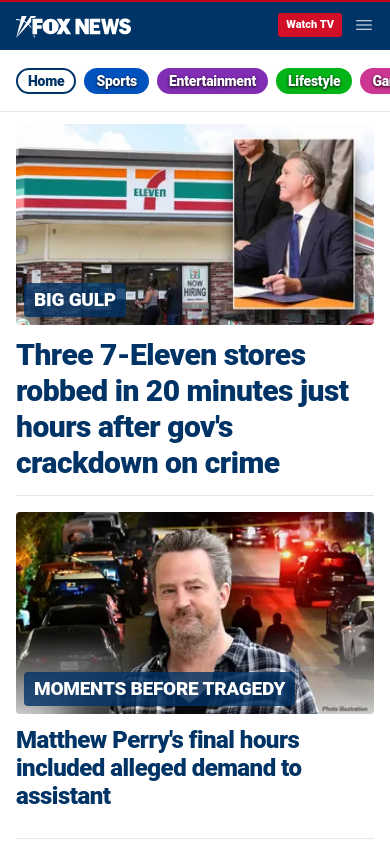 FOX NEWS
Watch TV
Home Sports Entertainment Lifestyle Ga
ELEVEN
NOW
HIRING
BIG GULP
Three 7-Eleven stores
robbed in 20 minutes just
hours after gov's
crackdown on crime
MOMENTS BEFORE TRAGEDY
Photo Illustration
Matthew Perry's final hours
included alleged demand to
assistant